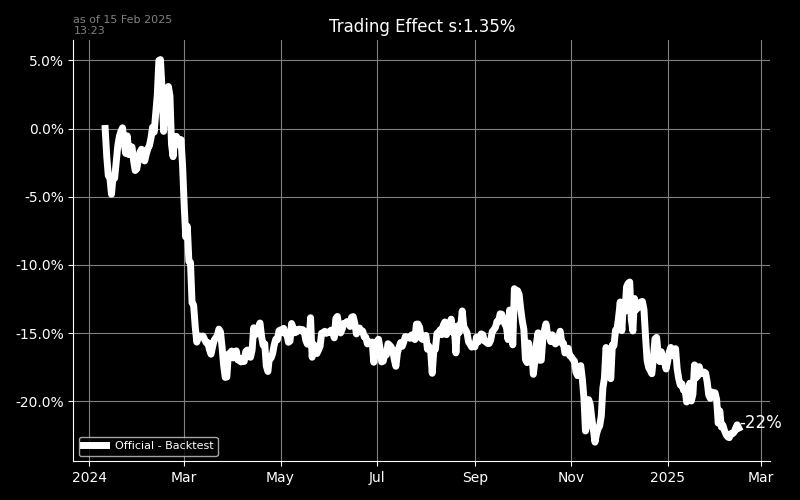 as of 15 Feb 2025
13:23
Trading Effect s:1.35%
5.0%
0.0%
-5.0%
-10.0%
-15.0%
-20.0%
-22%
Official - Backtest
2024
Mar
May
Jul
Sep
Nov
2025
Mar